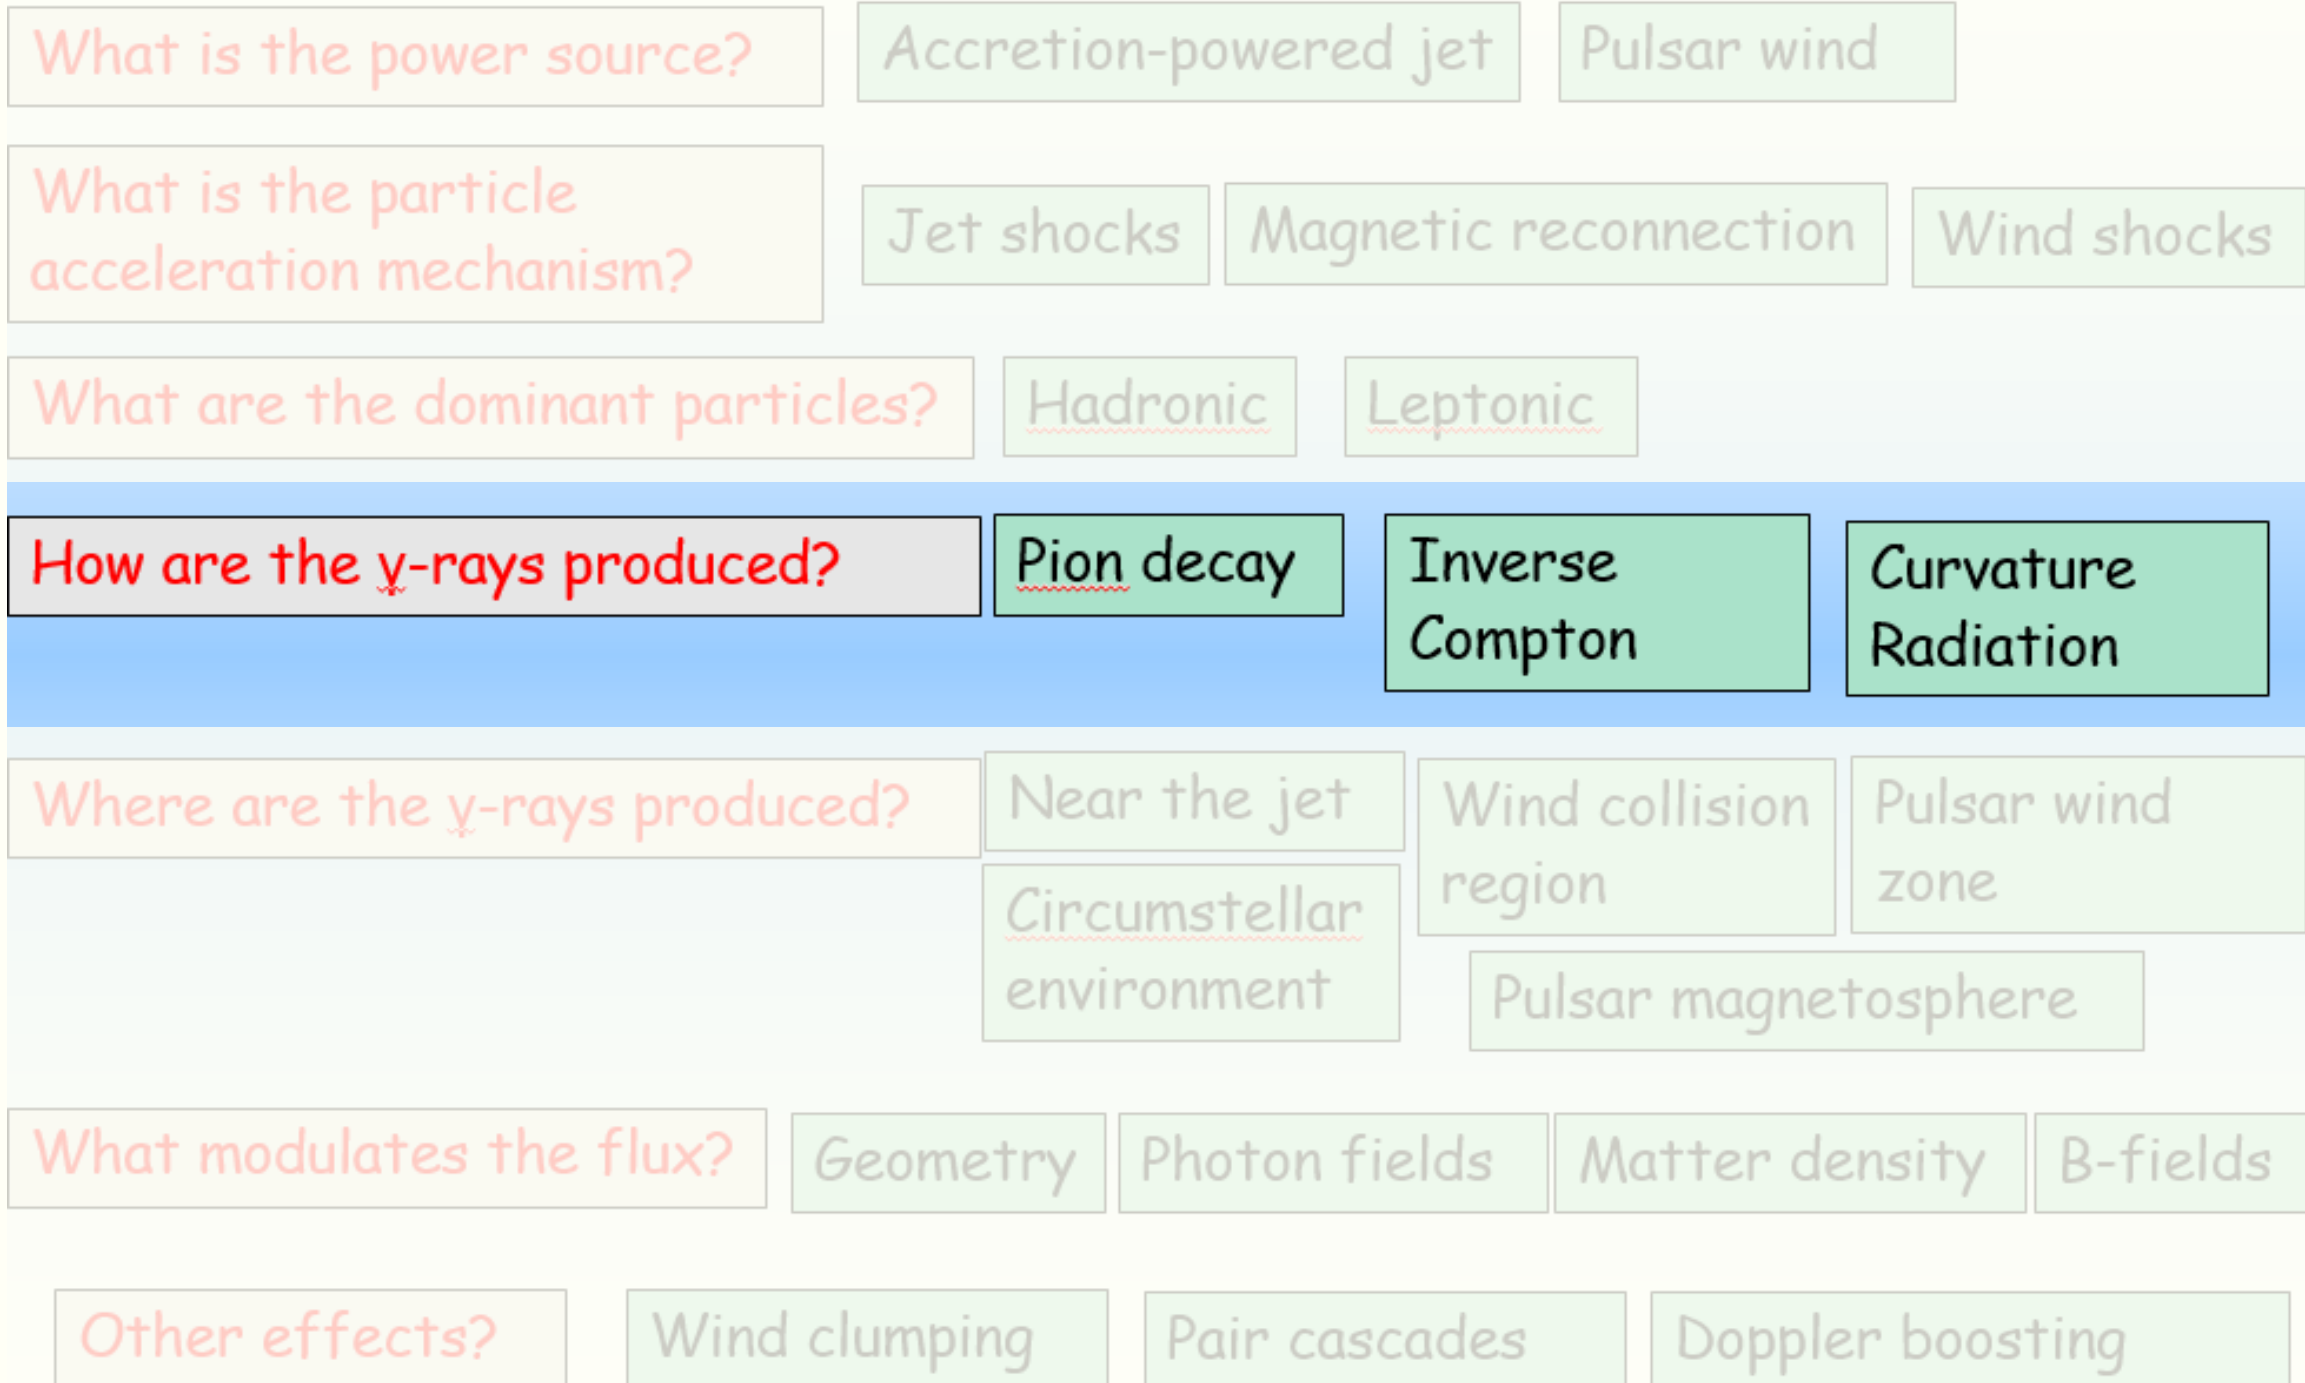 What is the power source?
Accretion-powered jet
Pulsar wind
What is the particle
acceleration mechanism?
Jet shocks
Magnetic reconnection
Wind shocks
What are the dominant particles?
Hadronic
Leptonic
How are the γ-rays produced?
Pion decay
Inverse
Compton
Curvature
Radiation
Where are the γ-rays produced?
Near the jet
Wind collision
region
Pulsar wind
zone
Circumstellar
environment
Pulsar magnetosphere
What modulates the flux?
Geometry
Photon fields
Matter density
B-fields
Other effects?
Wind clumping
Pair cascades
Doppler boosting